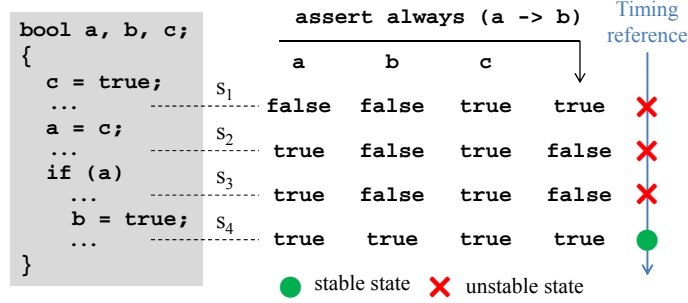 bool a, b, c;
{
c = true;
...
a = c;
...
if (a)
...
b = true;
...
}
assert always (a -> b)
Timing
reference
a b c
s1 false false true true
s2 true false true false
s3 true false true false
s4 true true true true
stable state unstable state